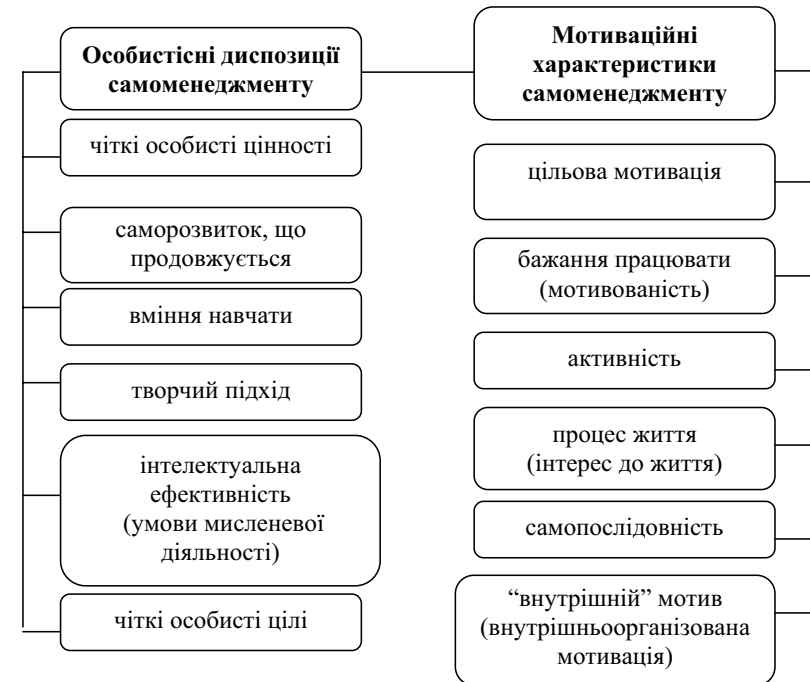 Особистісні диспозиції
самоменеджменту
чіткі особисті цінності
саморозвиток, що
продовжується
вміння навчати
творчий підхід
інтелектуальна
ефективність
(умови мисленевої
діяльності)
чіткі особисті цілі
Мотиваційні
характеристики
самоменеджменту
цільова мотивація
бажання працювати
(мотивованість)
активність
процес життя
(інтерес до життя)
самопослідовність
“внутрішній” мотив
(внутрішньоорганізована
мотивація)